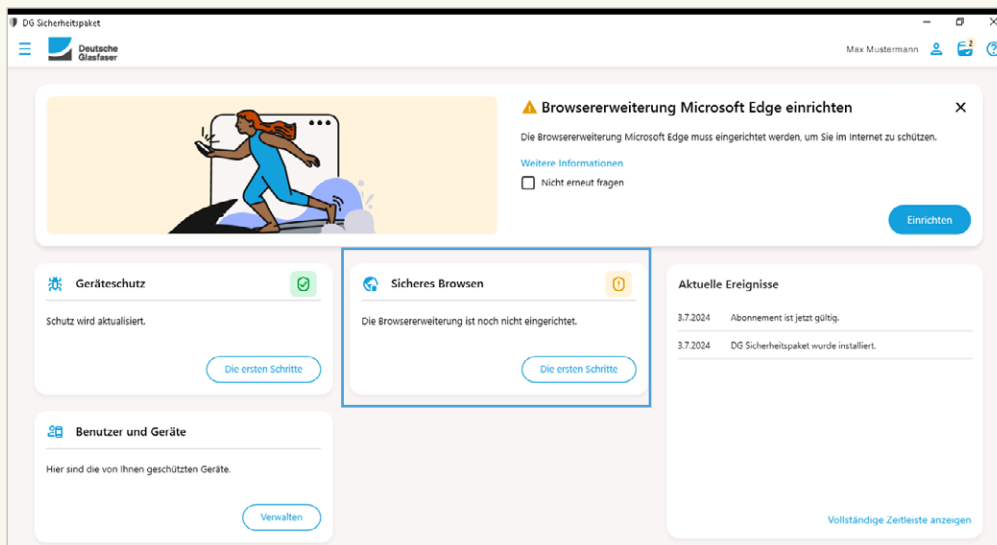 DG Sicherheitspaket
Deutsche
Glasfaser
Max Mustermann
2
Browsererweiterung Microsoft Edge einrichten
Die Browsererweiterung Microsoft Edge muss eingerichtet werden, um Sie im Internet zu schützen.
Weitere Informationen
Nicht erneut fragen
Einrichten
Geräteschutz
Schutz wird aktualisiert.
Die ersten Schritte
Sicheres Browsen
Die Browsererweiterung ist noch nicht eingerichtet.
Die ersten Schritte
Aktuelle Ereignisse
3.7.2024 Abonnement ist jetzt gültig.
3.7.2024 DG Sicherheitspaket wurde installiert.
Vollständige Zeitleiste anzeigen
Benutzer und Geräte
Hier sind die von Ihnen geschützten Geräte.
Verwalten